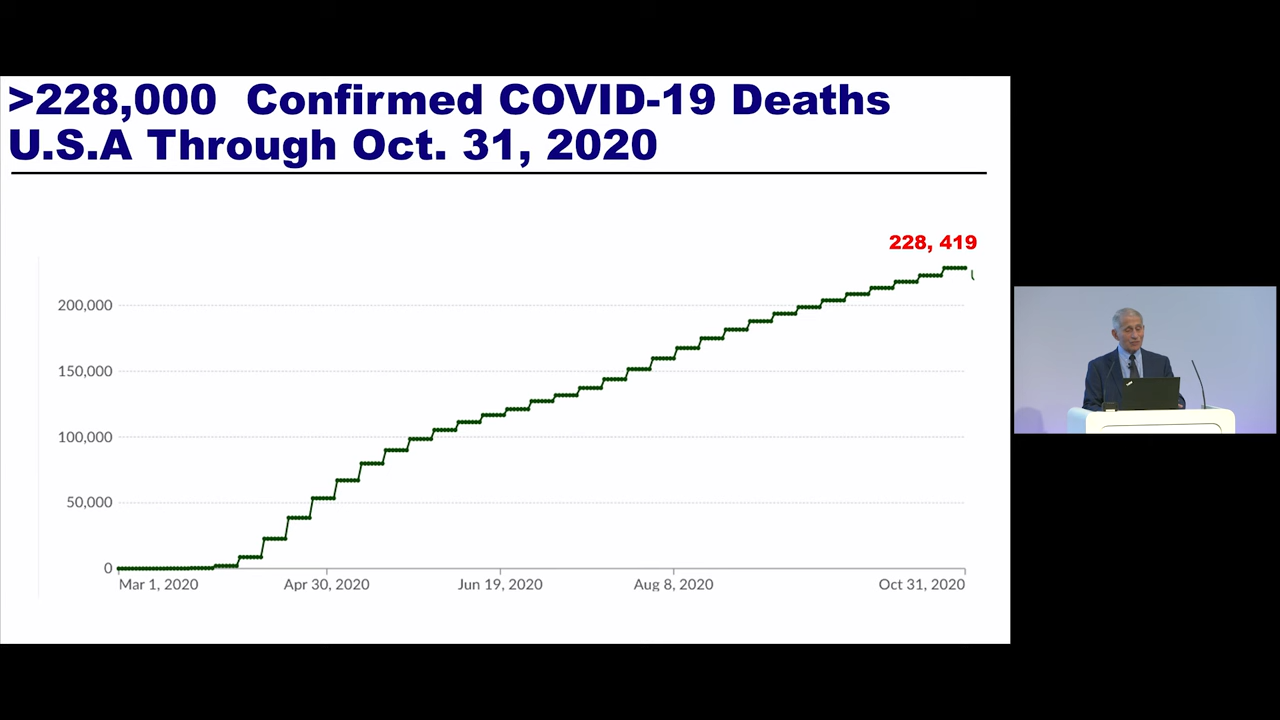 >228,000 Confirmed COVID-19 Deaths
U.S.A Through Oct. 31, 2020
228, 419
200,000
150,000
100,000
50,000
0
Mar 1, 2020
Apr 30, 2020
Jun 19, 2020
Aug 8, 2020
Oct 31, 2020